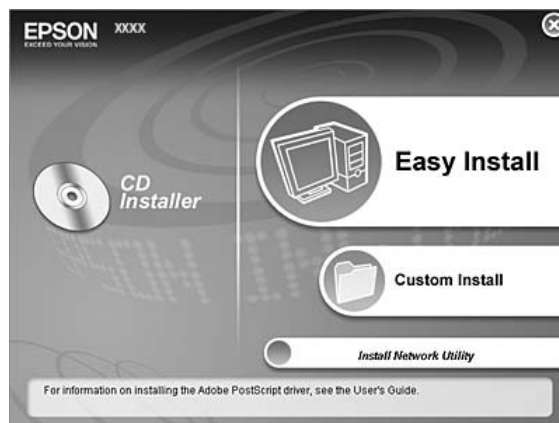 EPSON XXXX
EXCEED YOUR VISION
Easy Install
CD
Installer
Custom Install
Install Network Utility
For information on installing the Adobe PostScript driver, see the User's Guide.